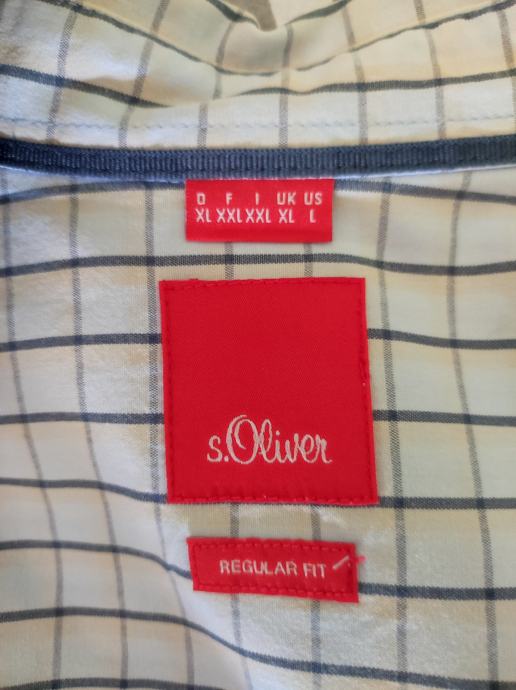 D F I UK US
XL XXL XXL XL L
s.Oliver
REGULAR FIT